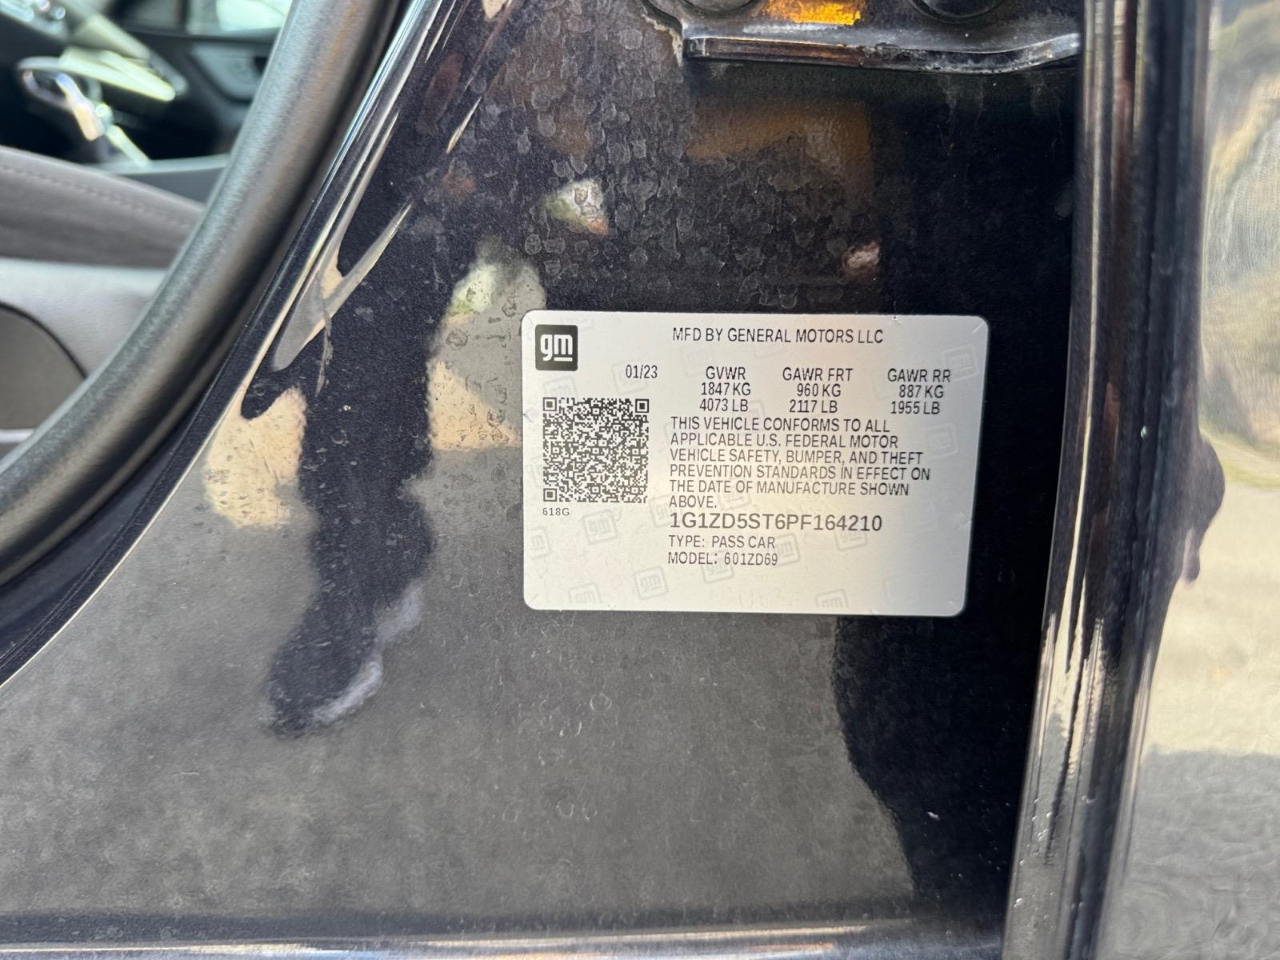 gm
MFD BY GENERAL MOTORS LLC
01/23 GVWR GAWR FRT GAWR RR
1847 KG 960 KG 887 KG
4073 LB 2117 LB 1955 LB
THIS VEHICLE CONFORMS TO ALL
APPLICABLE U.S. FEDERAL MOTOR
VEHICLE SAFETY, BUMPER, AND THEFT
PREVENTION STANDARDS IN EFFECT ON
THE DATE OF MANUFACTURE SHOWN
ABOVE.
618G
1G1ZD5ST6PF164210
TYPE: PASS CAR
MODEL: 601ZD69